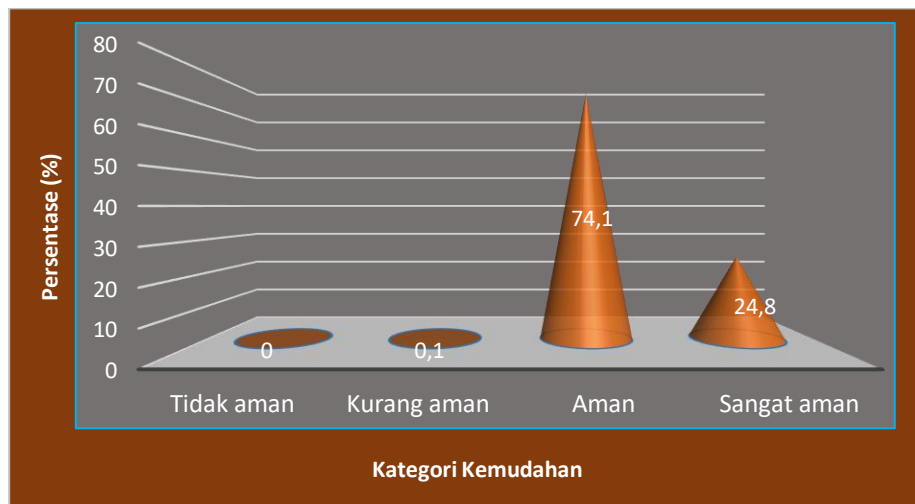 80
70
60
50
40
30
20
10
0
Persentase (%)
0
0,1
74,1
24,8
Tidak aman
Kurang aman
Aman
Sangat aman
Kategori Kemudahan